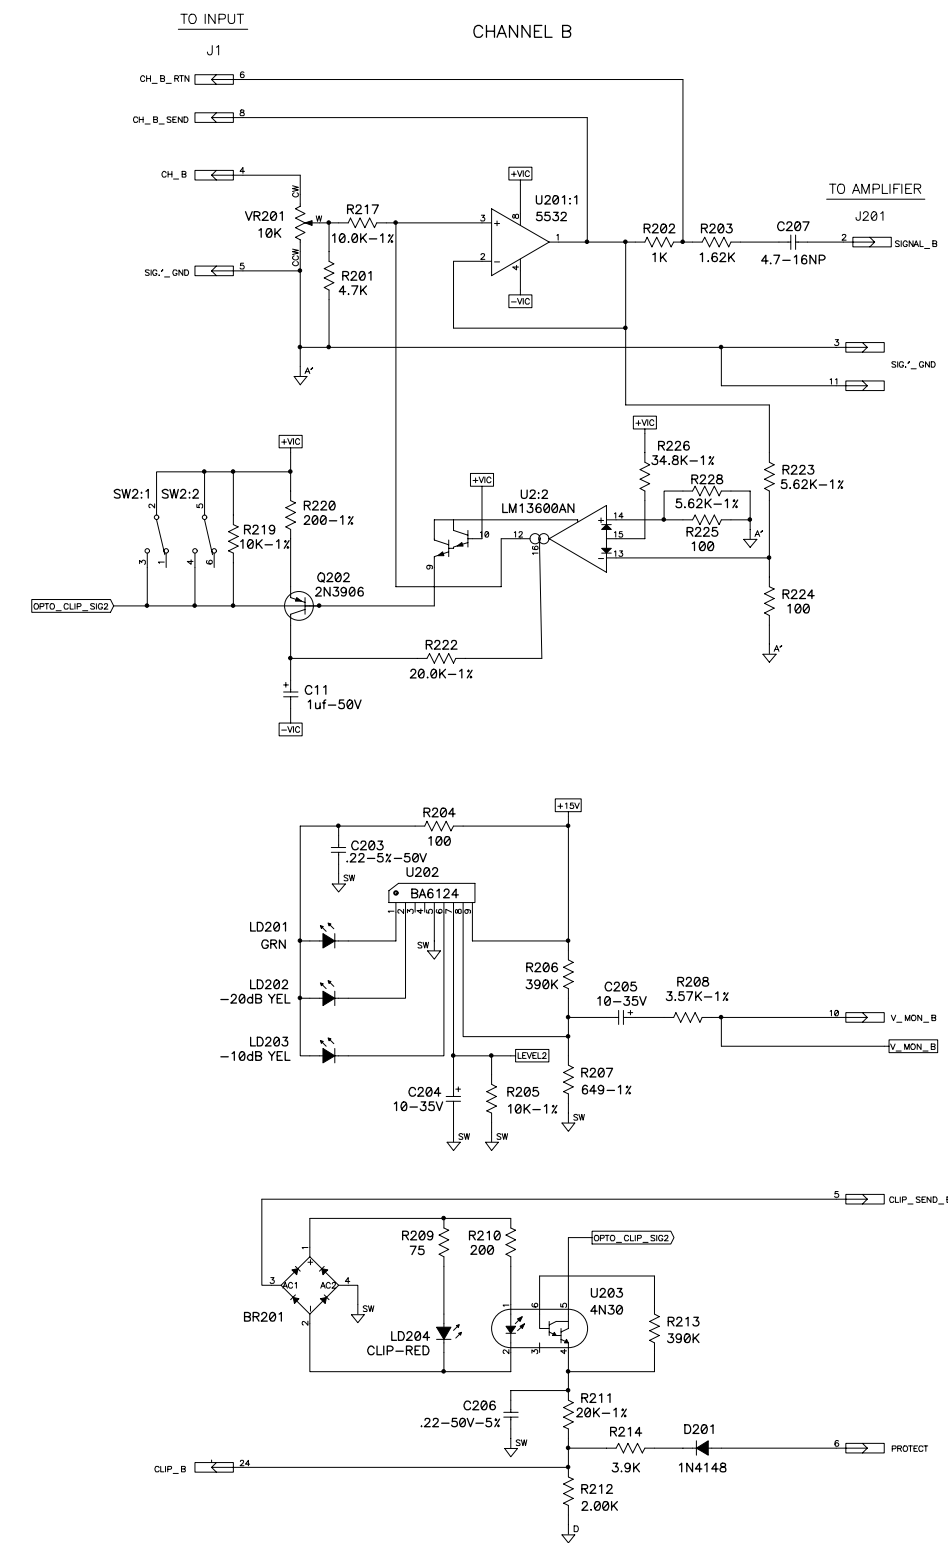 TO INPUT
CHANNEL B
J1
CH_B_RTN
6
CH_B_SEND
8
CH_B
4
CW
+VIC
U201:1
5532
TO AMPLIFIER
J201
VR201
10K
W
R217
10.0K-1%
3
+
8
1
R202
1K
R203
1.62K
C207
4.7-16NP
2
SIGNAL_B
CCW
2
-
4
SIG.'_GND
5
R201
4.7K
-VIC
3
SIG.'_GND
A'
11
+VIC
+VIC
R226
34.8K-1%
R223
5.62K-1%
SW2:1
2
SW2:2
5
R219
10K-1%
R220
200-1%
+VIC
U2:2
LM13600AN
R228
5.62K-1%
14
+
R225
100
A'
10
12
16
15
13
-
3
1
4
6
9
Q202
2N3906
OPTO_CLIP_SIG2
R224
100
R222
20.0K-1%
A'
+
C11
1uf-50V
-VIC
+15V
R204
100
C203
.22-5%-50V
SW
U202
BA6124
1
2
3
4
5
6
7
8
9
LD201
GRN
SW
R206
390K
LD202
-20dB YEL
C205
10-35V
+
R208
3.57K-1%
10
V_MON_B
LD203
-10dB YEL
LEVEL2
V_MON_B
C204
10-35V
+
R205
10K-1%
R207
649-1%
SW
SW
SW
5
CLIP_SEND_B
R209
75
R210
200
OPTO_CLIP_SIG2
1
+
3
AC1
AC2
4
SW
BR201
-
2
U203
4N30
1
6
5
R213
390K
LD204
CLIP-RED
2
3
4
C206
.22-50V-5%
SW
R211
20K-1%
R214
3.9K
D201
1N4148
6
PROTECT
CLIP_B
24
R212
2.00K
D